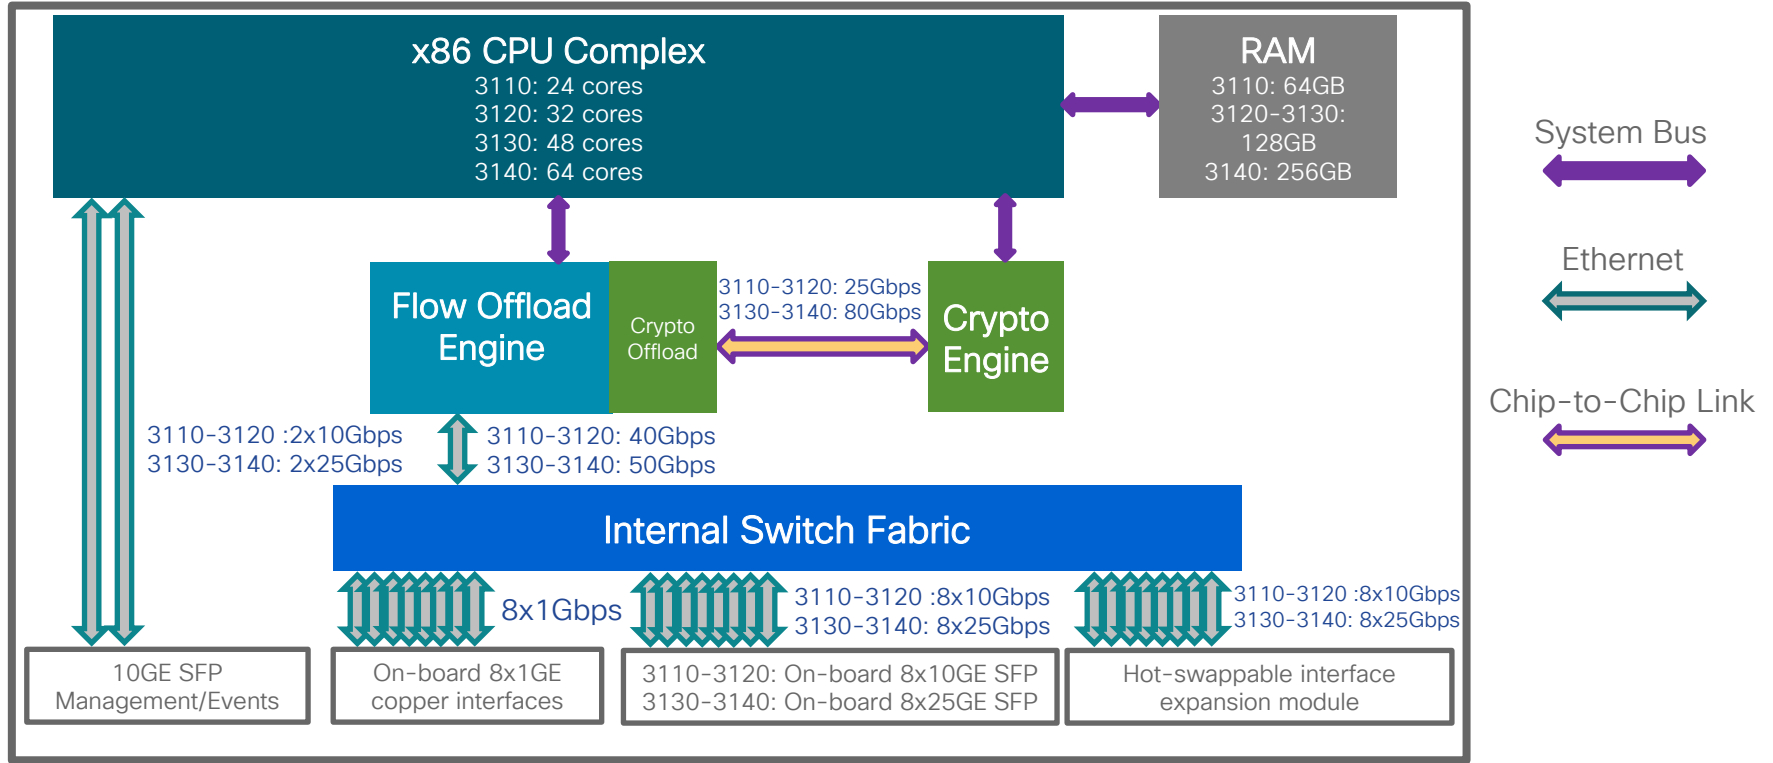 x86 CPU Complex
3110: 24 cores
3120: 32 cores
3130: 48 cores
3140: 64 cores
RAM
3110: 64GB
3120-3130:
128GB
3140: 256GB
System Bus
Ethernet
Chip-to-Chip Link
Flow Offload
Engine
Crypto
Offload
3110-3120: 25Gbps
3130-3140: 80Gbps
Crypto
Engine
3110-3120 :2x10Gbps
3130-3140: 2x25Gbps
3110-3120: 40Gbps
3130-3140: 50Gbps
Internal Switch Fabric
8x1Gbps
3110-3120 :8x10Gbps
3130-3140: 8x25Gbps
3110-3120 :8x10Gbps
3130-3140: 8x25Gbps
10GE SFP
Management/Events
On-board 8x1GE
copper interfaces
3110-3120: On-board 8x10GE SFP
3130-3140: On-board 8x25GE SFP
Hot-swappable interface
expansion module